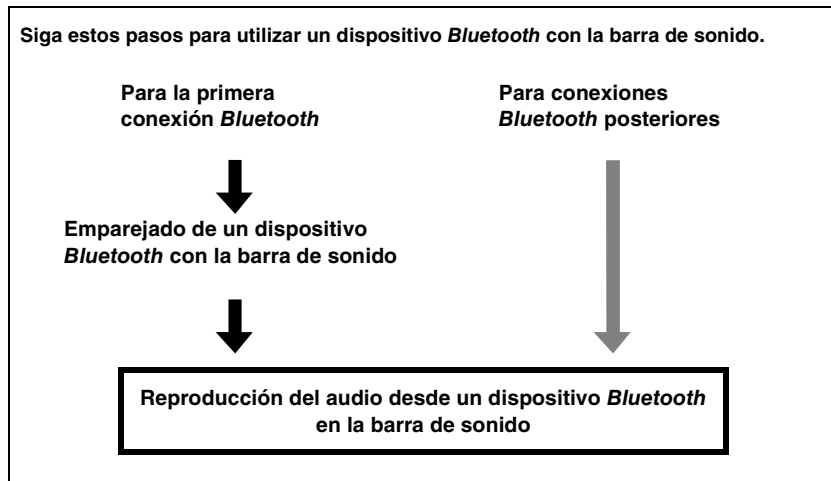 Siga estos pasos para utilizar un dispositivo Bluetooth con la barra de sonido.
Para la primera
conexión Bluetooth
Para conexiones
Bluetooth posteriores
Emparejado de un dispositivo
Bluetooth con la barra de sonido
Reproducción del audio desde un dispositivo Bluetooth
en la barra de sonido